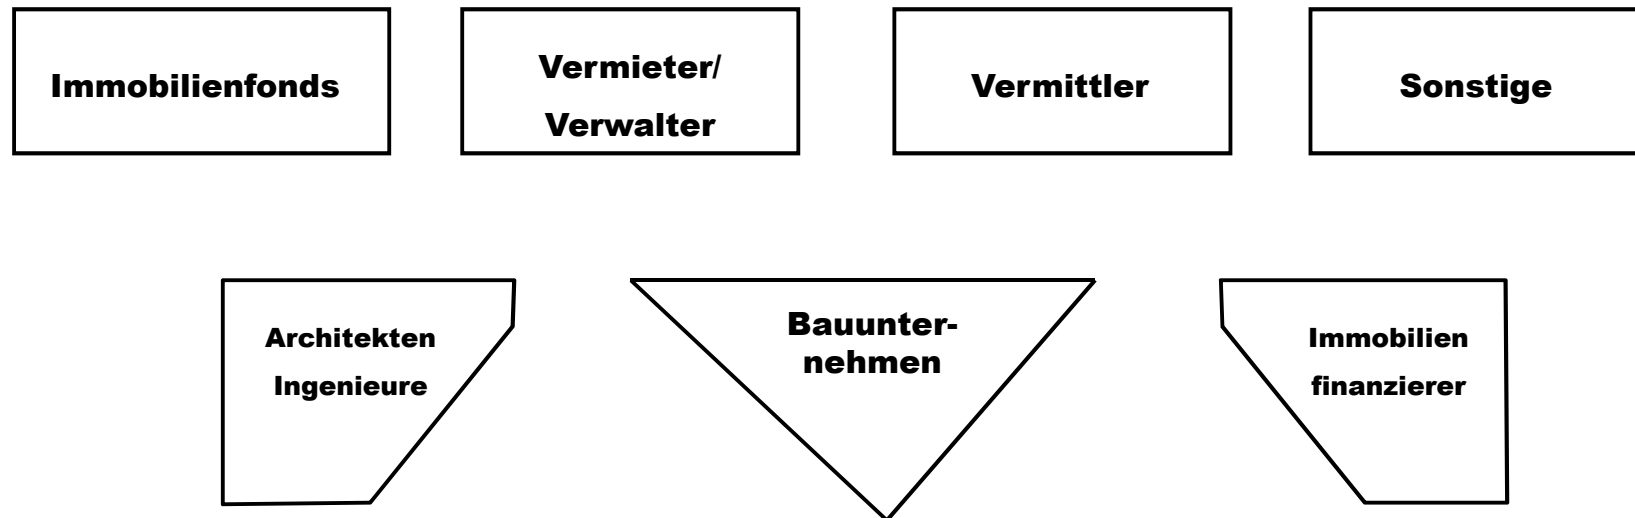 Immobilienfonds
Vermieter/
Verwalter
Vermittler
Sonstige
Architekten
Ingenieure
Bauunter-
nehmen
Immobilien
finanzierer